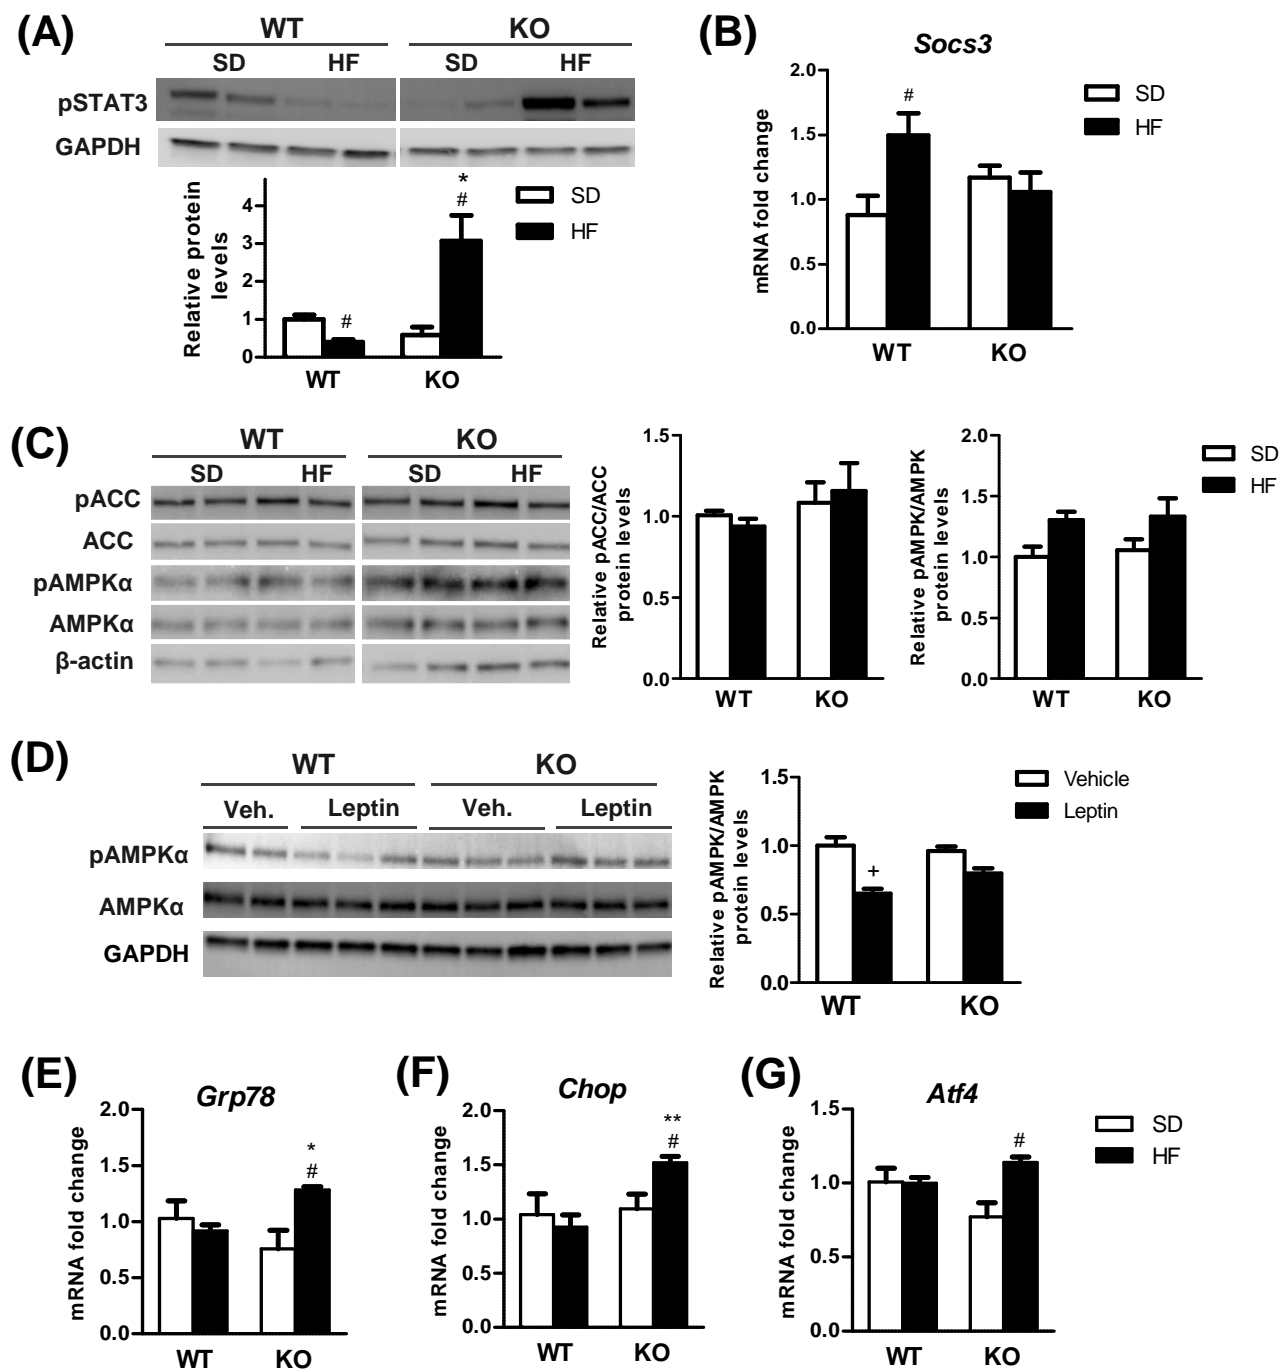 (A)
WT KO
SD HF SD HF
pSTAT3
GAPDH
Relative protein
levels
4
3
2
1
0
#
*
#
WT KO
SD
HF
(B)
Socs3
mRNA fold change
2.0
1.5
1.0
0.5
0.0
#
WT KO
SD
HF
(C)
WT KO
SD HF SD HF
pACC
ACC
pAMPKα
AMPKα
β-actin
Relative pACC/ACC
protein levels
1.5
1.0
0.5
0.0
WT KO
Relative pAMPK/AMPK
protein levels
2.0
1.5
1.0
0.5
0.0
WT KO
SD
HF
(D)
WT KO
Veh. Leptin Veh. Leptin
pAMPKα
AMPKα
GAPDH
Relative pAMPK/AMPK
protein levels
1.5
1.0
0.5
0.0
+
WT KO
Vehicle
Leptin
(E)
Grp78
mRNA fold change
2.0
1.5
1.0
0.5
0.0
*
#
WT KO
(F)
Chop
mRNA fold change
2.0
1.5
1.0
0.5
0.0
**
#
WT KO
(G)
Atf4
mRNA fold change
1.5
1.0
0.5
0.0
#
WT KO
SD
HF